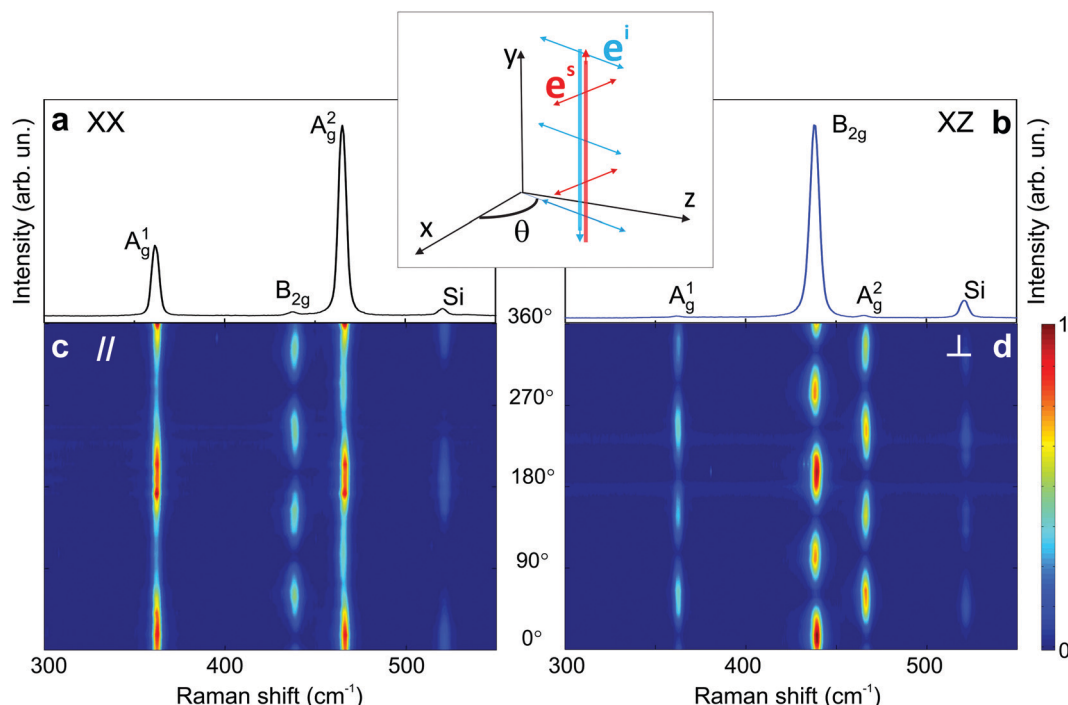 a XX
A_g^1
B_2g
A_g^2
Si
Intensity (arb. un.)
y
e^i
e^s
x
θ
z
XZ b
B_2g
A_g^1
A_g^2
Si
Intensity (arb. un.)
c //
360°
270°
180°
90°
0°
⊥ d
1
0
300 400 500
Raman shift (cm⁻¹)
300 400 500
Raman shift (cm⁻¹)